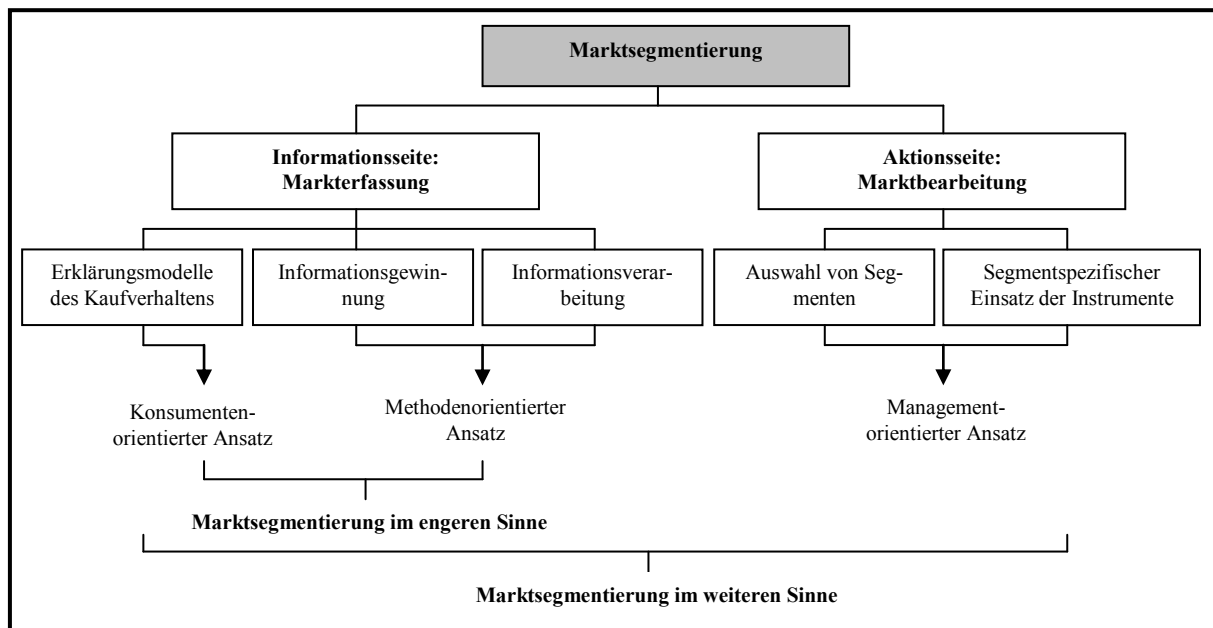 Marktsegmentierung
Informationsseite:
Markterfassung
Aktionsseite:
Marktbearbeitung
Erklärungsmodelle
des Kaufverhaltens
Informationsgewin-
nung
Informationsverar-
beitung
Auswahl von Seg-
menten
Segmentspezifischer
Einsatz der Instrumente
Konsumenten-
orientierter Ansatz
Methodenorientierter
Ansatz
Management-
orientierter Ansatz
Marktsegmentierung im engeren Sinne
Marktsegmentierung im weiteren Sinne